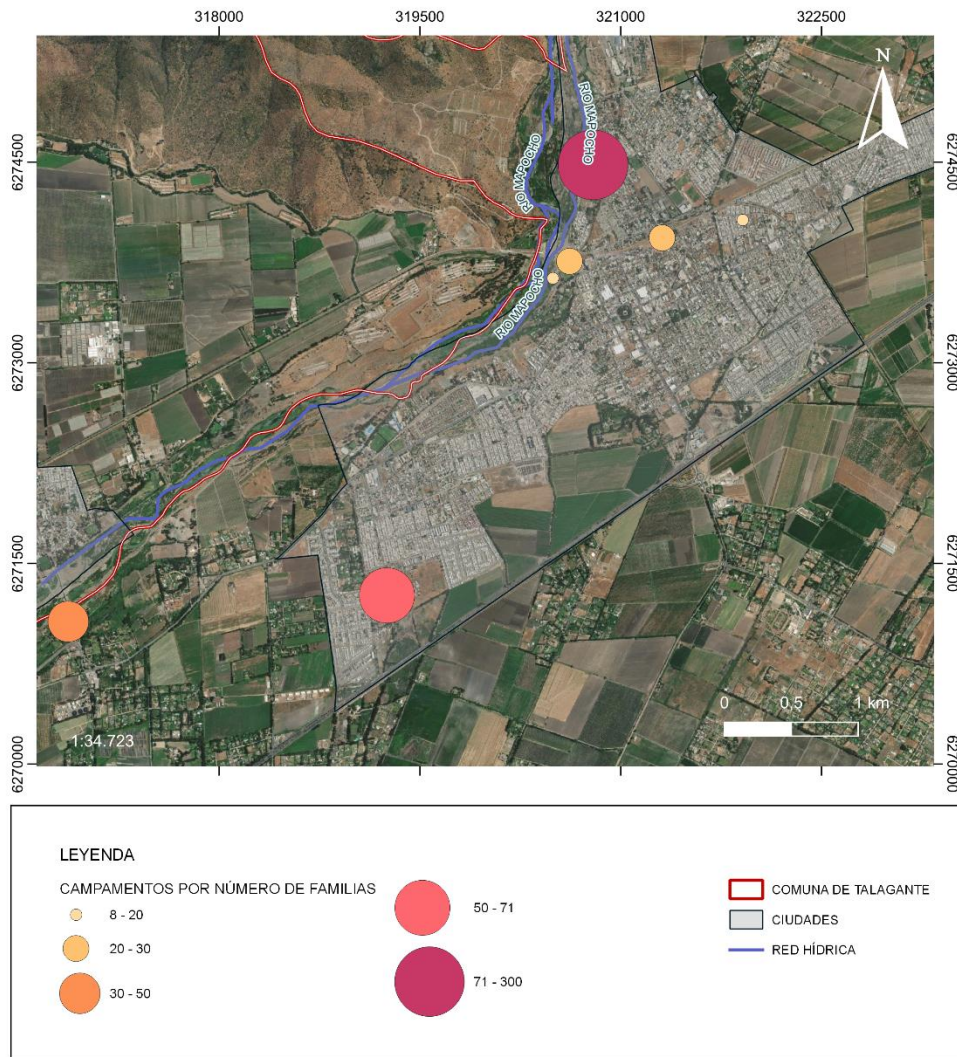 318000 319500 321000 322500
N
RIO MAPOCHO
RIO MAPOCHO
RIO MAPOCHO
6274500 6274500
6273000 6273000
6271500 6271500
6270000 6270000
0 0,5 1 km
1:34.723
LEYENDA
CAMPAMENTOS POR NÚMERO DE FAMILIAS
8 - 20
20 - 30
30 - 50
50 - 71
71 - 300
COMUNA DE TALAGANTE
CIUDADES
RED HÍDRICA